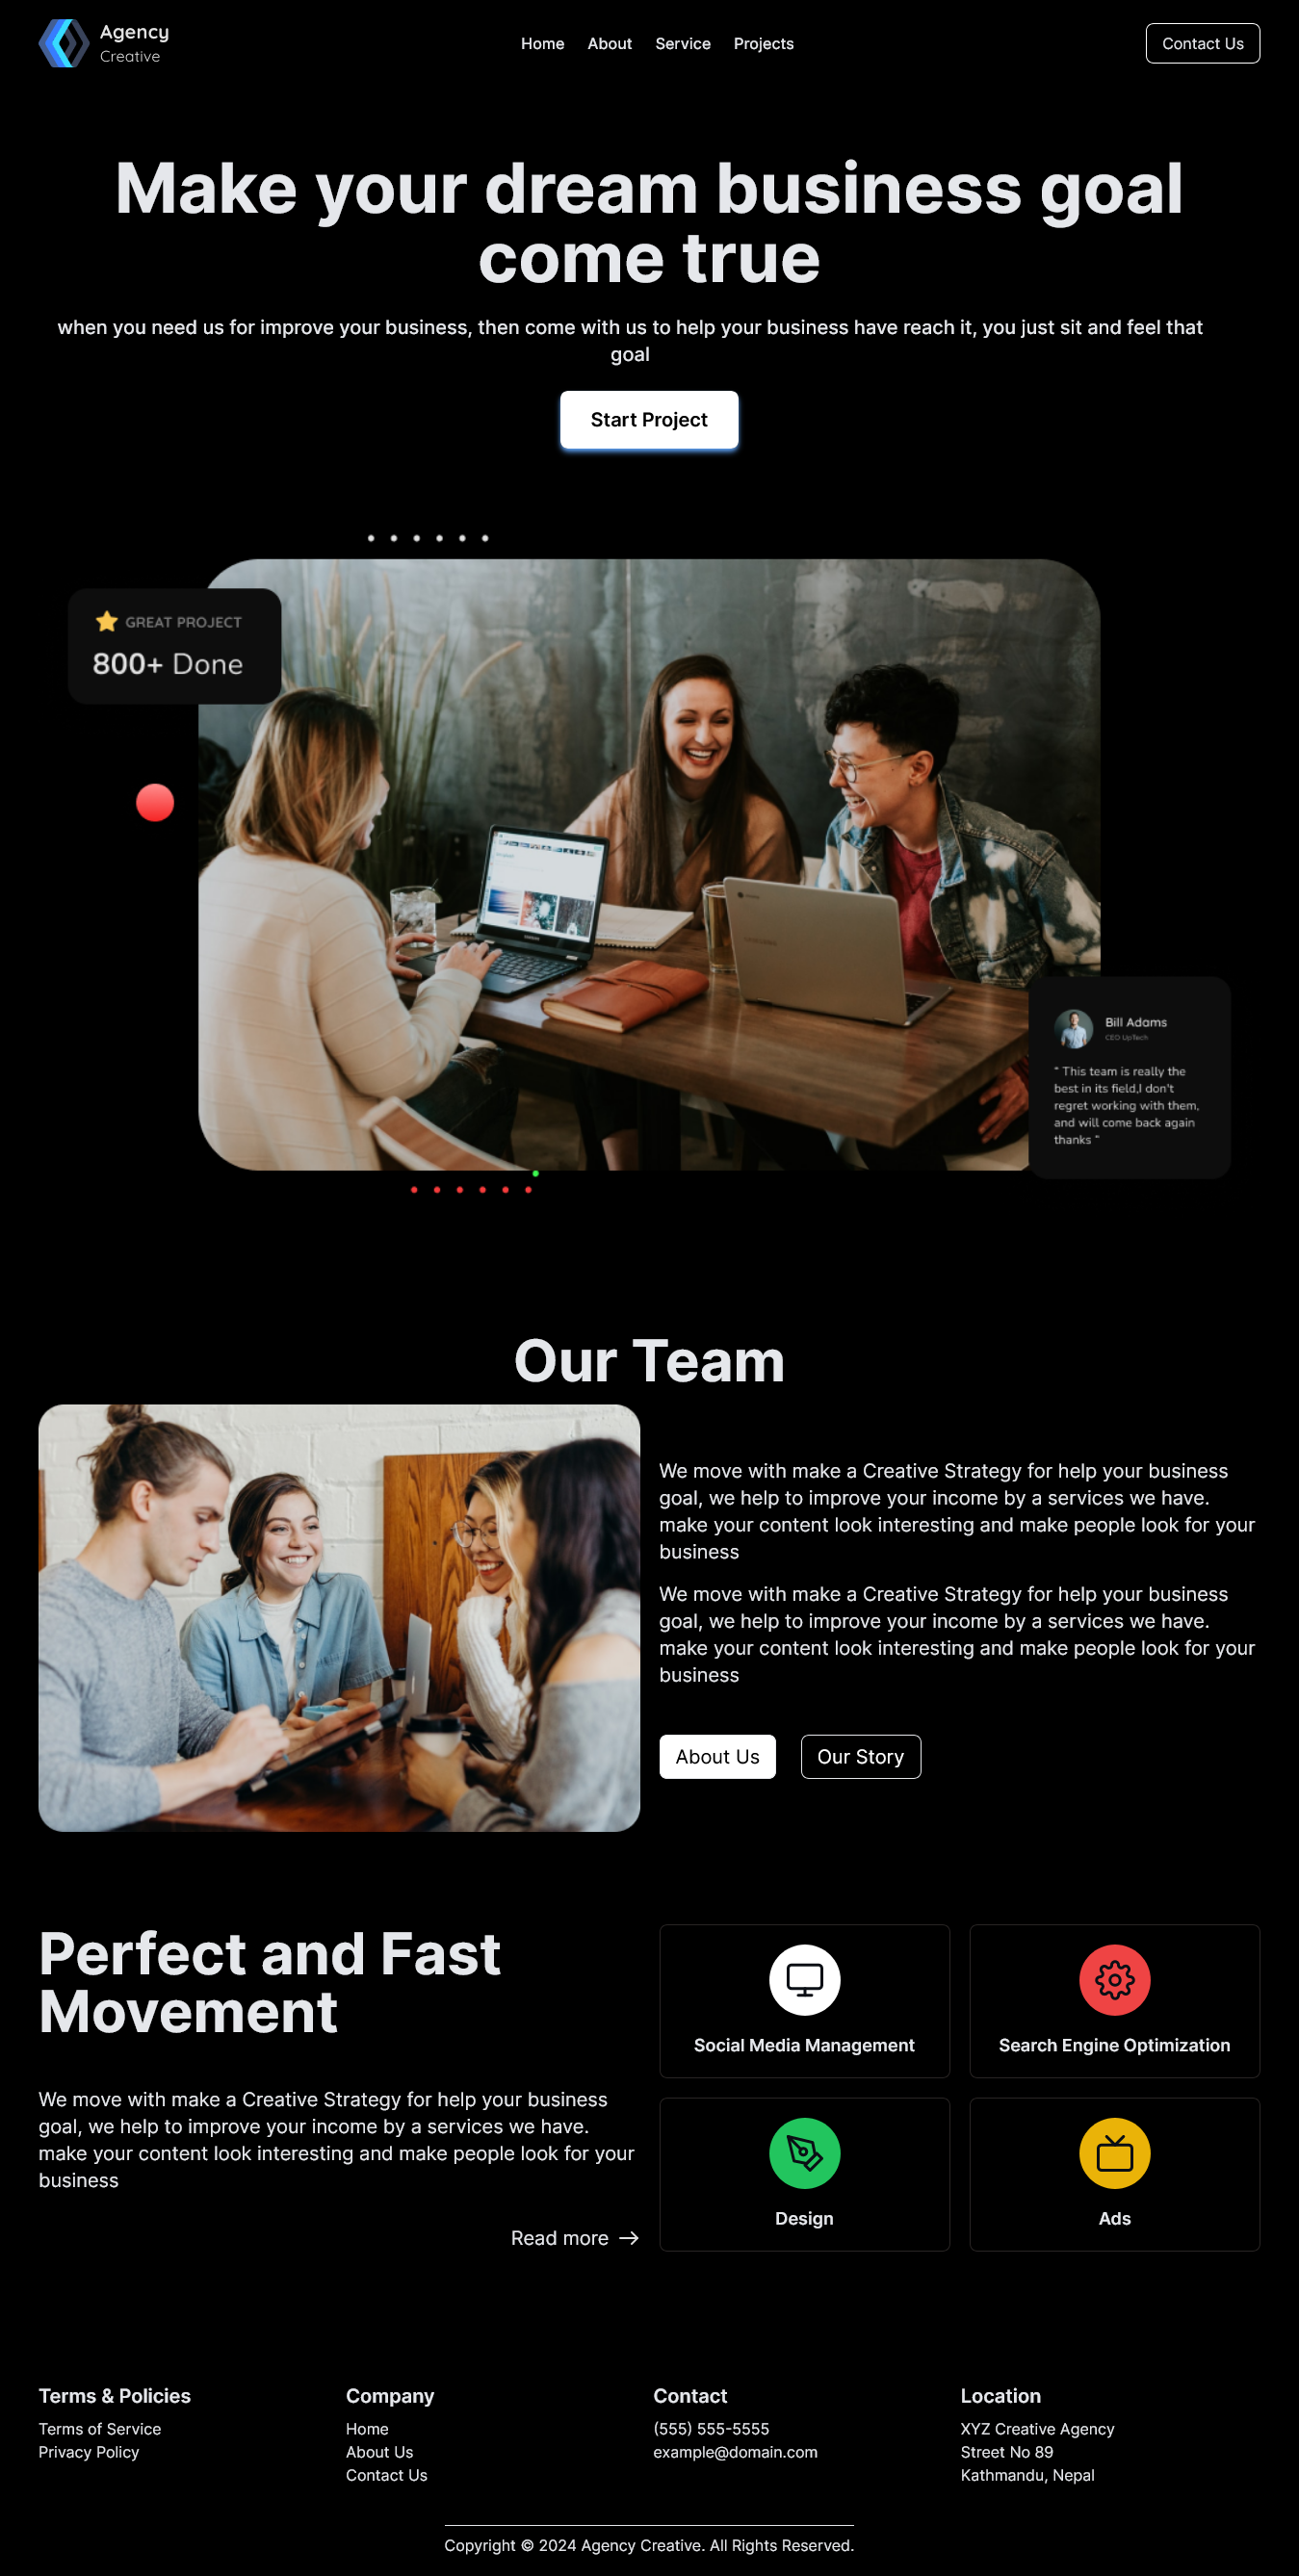 Agency
Creative
Home About Service Projects
Contact Us
Make your dream business goal
come true
when you need us for improve your business, then come with us to help your business have reach it, you just sit and feel that
goal
Start Project
GREAT PROJECT
800+ Done
Bill Adams
CEO UpTech
“ This team is really the
best in its field,I don't
regret working with them,
and will come back again
thanks “
Our Team
We move with make a Creative Strategy for help your business
goal, we help to improve your income by a services we have.
make your content look interesting and make people look for your
business
We move with make a Creative Strategy for help your business
goal, we help to improve your income by a services we have.
make your content look interesting and make people look for your
business
About Us
Our Story
Perfect and Fast
Movement
We move with make a Creative Strategy for help your business
goal, we help to improve your income by a services we have.
make your content look interesting and make people look for your
business
Read more
Social Media Management
Search Engine Optimization
Design
Ads
Terms & Policies
Terms of Service
Privacy Policy
Company
Home
About Us
Contact Us
Contact
(555) 555-5555
example@domain.com
Location
XYZ Creative Agency
Street No 89
Kathmandu, Nepal
Copyright © 2024 Agency Creative. All Rights Reserved.